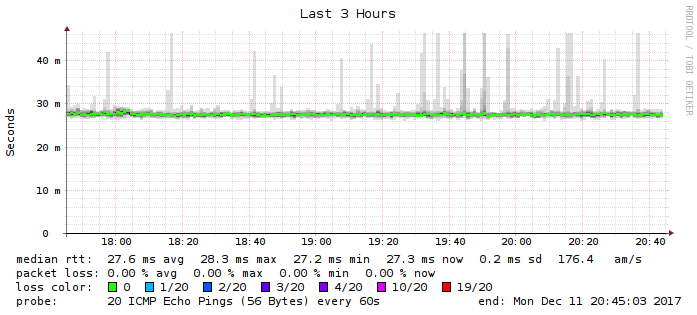 Last 3 Hours
RRDTOOL / TOBI OETIKER
Seconds
40 m
30 m
20 m
10 m
0
18:00 18:20 18:40 19:00 19:20 19:40 20:00 20:20 20:40
median rtt: 27.6 ms avg 28.3 ms max 27.2 ms min 27.3 ms now 0.2 ms sd 176.4 am/s
packet loss: 0.00 % avg 0.00 % max 0.00 % min 0.00 % now
loss color: 0 1/20 2/20 3/20 4/20 10/20 19/20
probe: 20 ICMP Echo Pings (56 Bytes) every 60s end: Mon Dec 11 20:45:03 2017